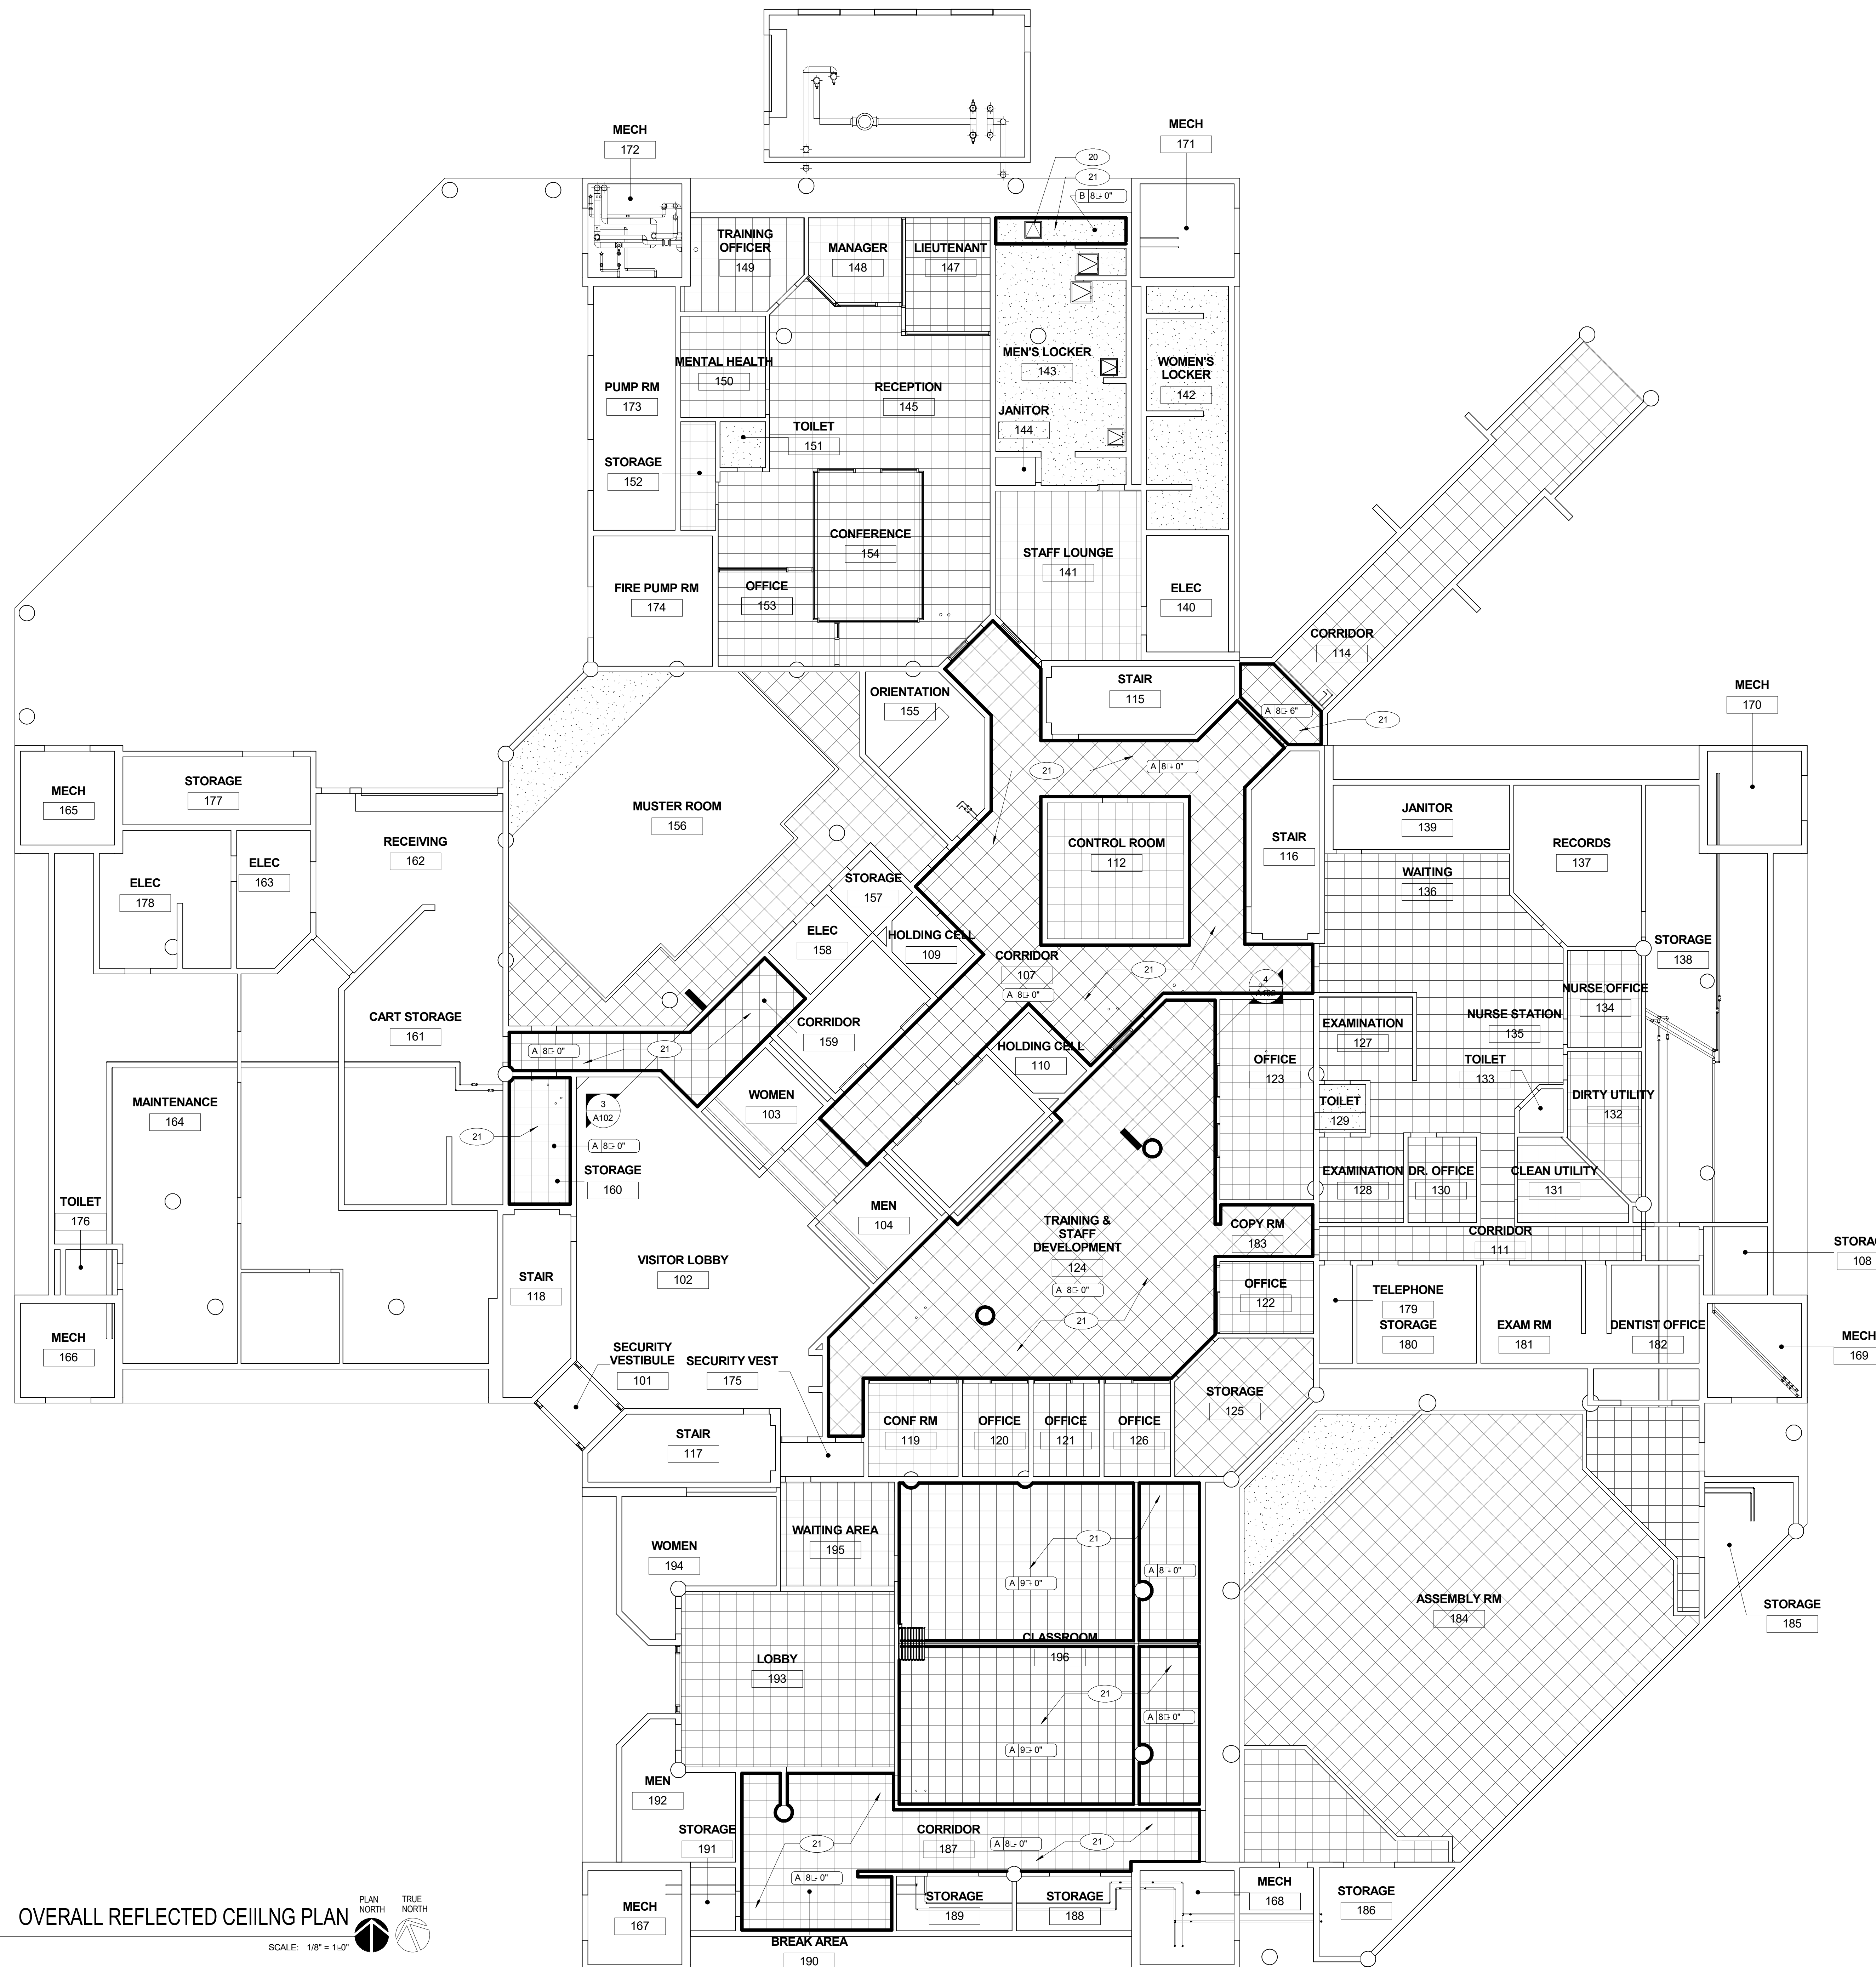 MECH
172
MECH
171
20
21
B 8'- 0"
TRAINING
OFFICER
149
MANAGER
148
LIEUTENANT
147
MENTAL HEALTH
150
PUMP RM
173
RECEPTION
145
MEN'S LOCKER
143
WOMEN'S
LOCKER
142
JANITOR
144
TOILET
151
STORAGE
152
CONFERENCE
154
STAFF LOUNGE
141
FIRE PUMP RM
174
OFFICE
153
ELEC
140
CORRIDOR
114
STAIR
115
ORIENTATION
155
A 8'- 6"
21
MECH
170
MECH
165
STORAGE
177
MUSTER ROOM
156
21
A 8'- 0"
JANITOR
139
RECORDS
137
RECEIVING
162
CONTROL ROOM
112
STAIR
116
WAITING
136
ELEC
178
ELEC
163
STORAGE
157
ELEC
158
HOLDING CELL
109
CORRIDOR
107
A 8'- 0"
21
4
A102
STORAGE
138
NURSE OFFICE
134
CART STORAGE
161
CORRIDOR
159
A 8'- 0"
21
HOLDING CELL
110
EXAMINATION
127
NURSE STATION
135
OFFICE
123
TOILET
133
MAINTENANCE
164
WOMEN
103
3
A102
21
A 8'- 0"
TOILET
129
DIRTY UTILITY
132
STORAGE
160
EXAMINATION
128
DR. OFFICE
130
CLEAN UTILITY
131
TOILET
176
MEN
104
TRAINING &
STAFF
DEVELOPMENT
124
A 8'- 0"
21
COPY RM
183
CORRIDOR
111
STORA
108
STAIR
118
VISITOR LOBBY
102
OFFICE
122
TELEPHONE
179
STORAGE
180
EXAM RM
181
DENTIST OFFICE
182
MECH
166
MECH
169
SECURITY
VESTIBULE
101
SECURITY VEST
175
STORAGE
125
STAIR
117
CONF RM
119
OFFICE
120
OFFICE
121
OFFICE
126
WOMEN
194
WAITING AREA
195
21
A 9'- 0"
A 8'- 0"
ASSEMBLY RM
184
STORAGE
185
CLASSROOM
196
LOBBY
193
21
A 9'- 0"
A 8'- 0"
MEN
192
STORAGE
191
21
CORRIDOR
187
A 8'- 0"
21
A 8'- 0"
MECH
167
STORAGE
189
STORAGE
188
MECH
168
STORAGE
186
BREAK AREA
190
OVERALL REFLECTED CEIILNG PLAN
PLAN
NORTH
TRUE
NORTH
SCALE: 1/8" = 1'-0"